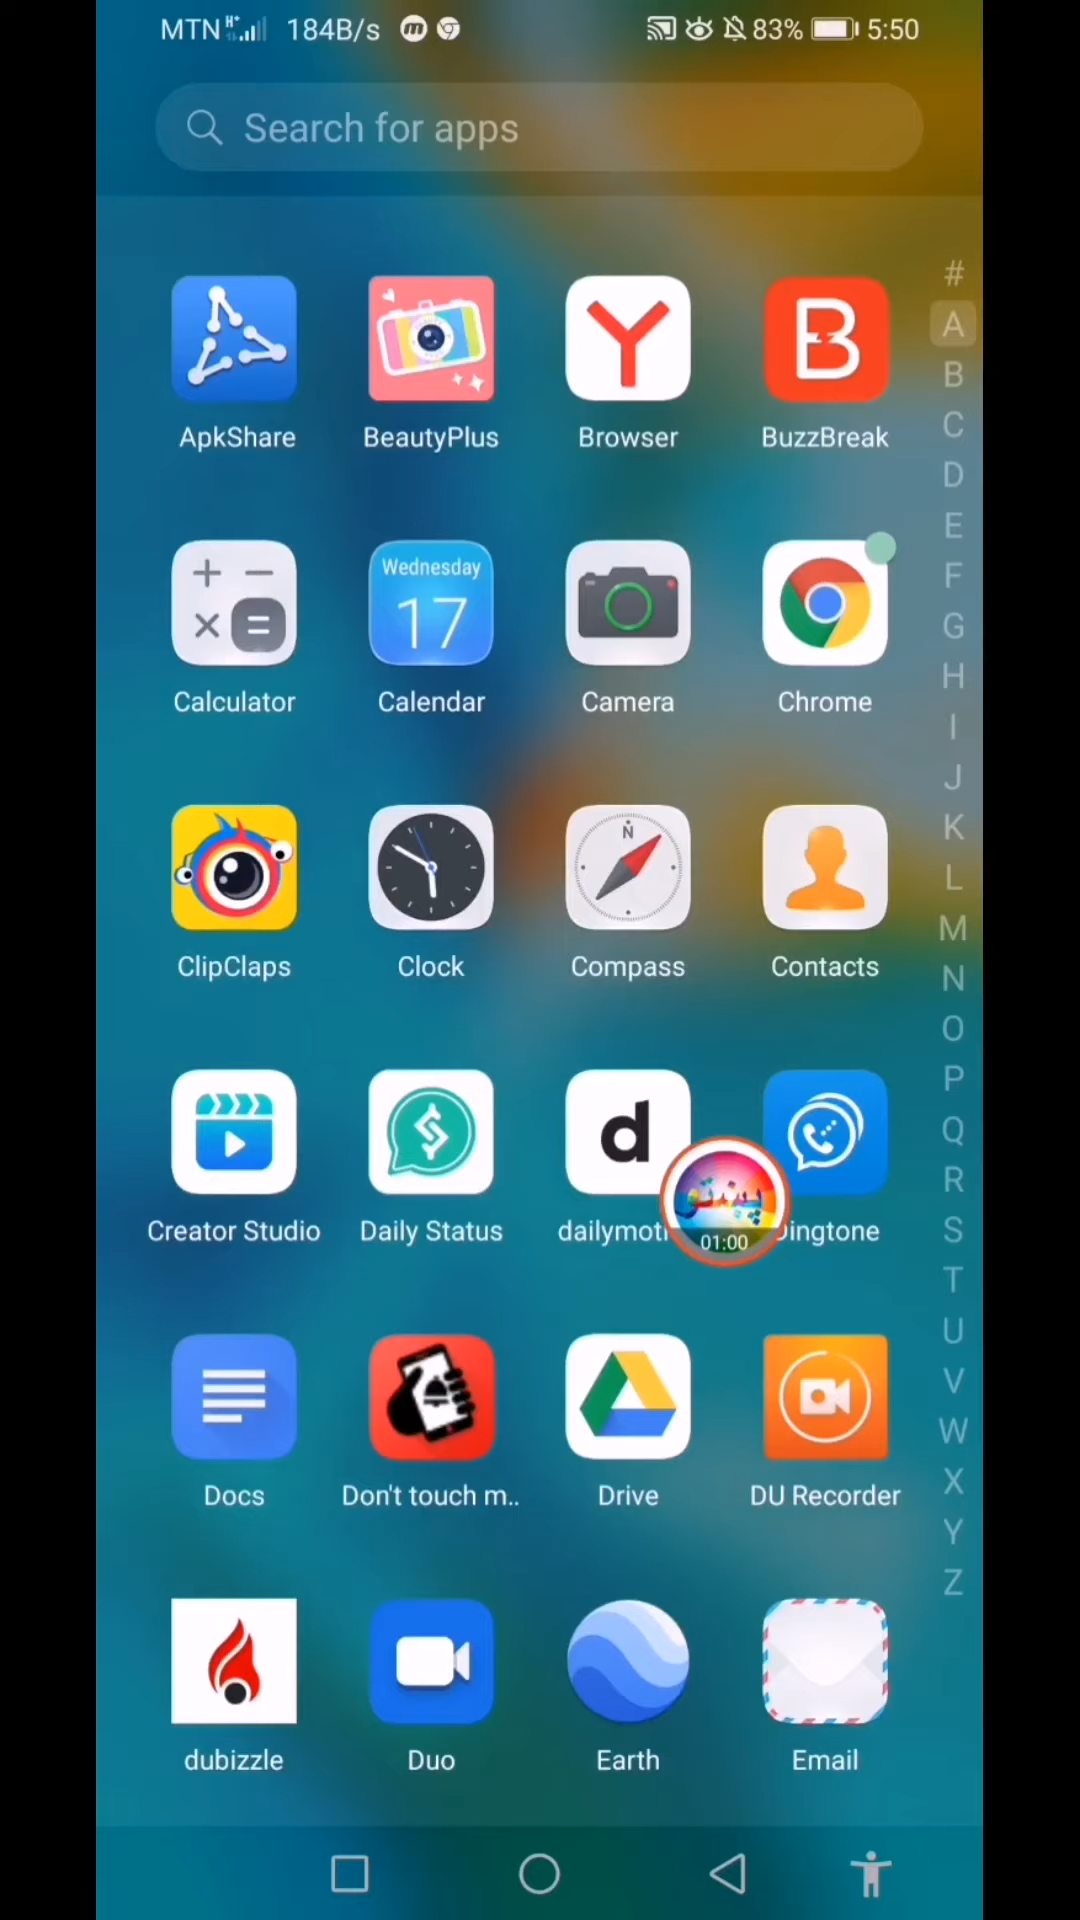 MTN H+ 184B/s 83% 5:50
Search for apps
#
A
B
C
D
E
F
G
H
I
J
K
L
M
N
O
P
Q
R
S
T
U
V
W
X
Y
Z
ApkShare BeautyPlus Browser BuzzBreak
Wednesday
17
Calculator Calendar Camera Chrome
N
ClipClaps Clock Compass Contacts
d
پښتو
01:00
Creator Studio Daily Status dailymoti Dingtone
Docs Don't touch m.. Drive DU Recorder
dubizzle Duo Earth Email